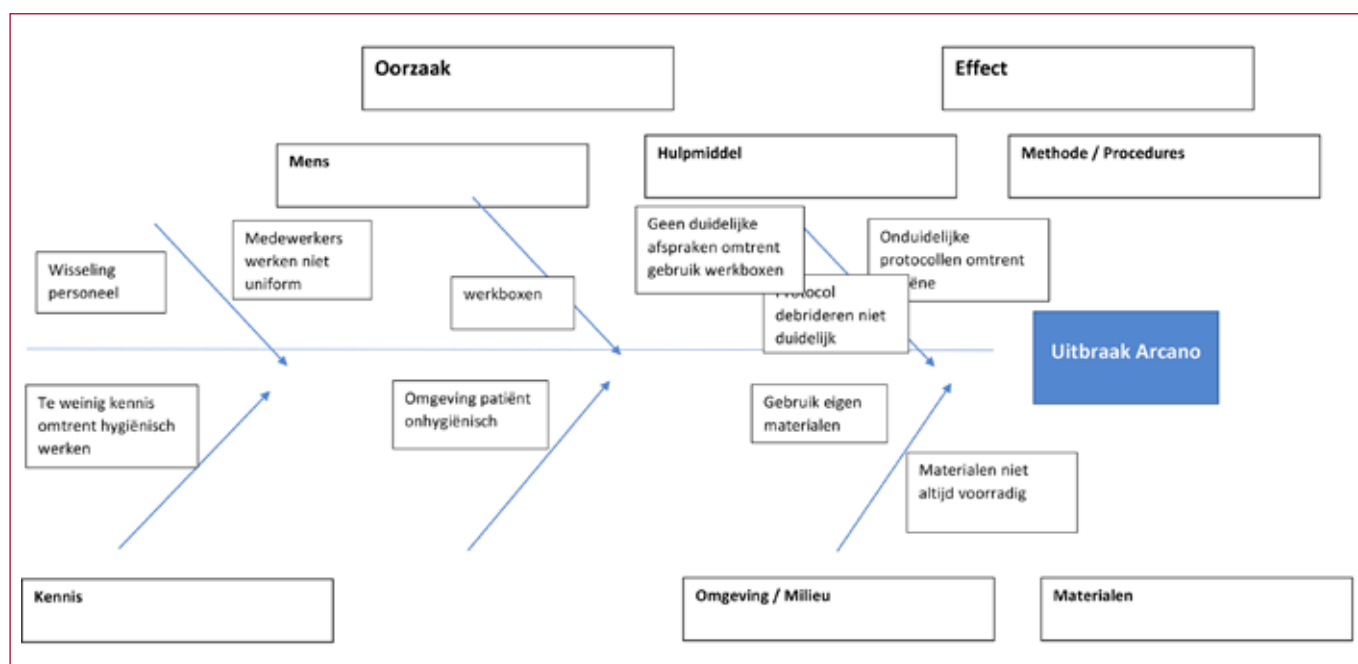 Oorzaak
Effect
Mens
Hulpmiddel
Methode / Procedures
Wisseling
personeel
Medewerkers
werken niet
uniform
werkboxen
Geen duidelijke
afspraken omtrent
gebruik werkboxen
Onduidelijke
protocollen omtrent
ëne
Protocol
debrideren niet
duidelijk
Uitbraak Arcano
Te weinig kennis
omtrent hygiënisch
werken
Omgeving patiënt
onhygiënisch
Gebruik eigen
materialen
Materialen niet
altijd voorradig
Kennis
Omgeving / Milieu
Materialen